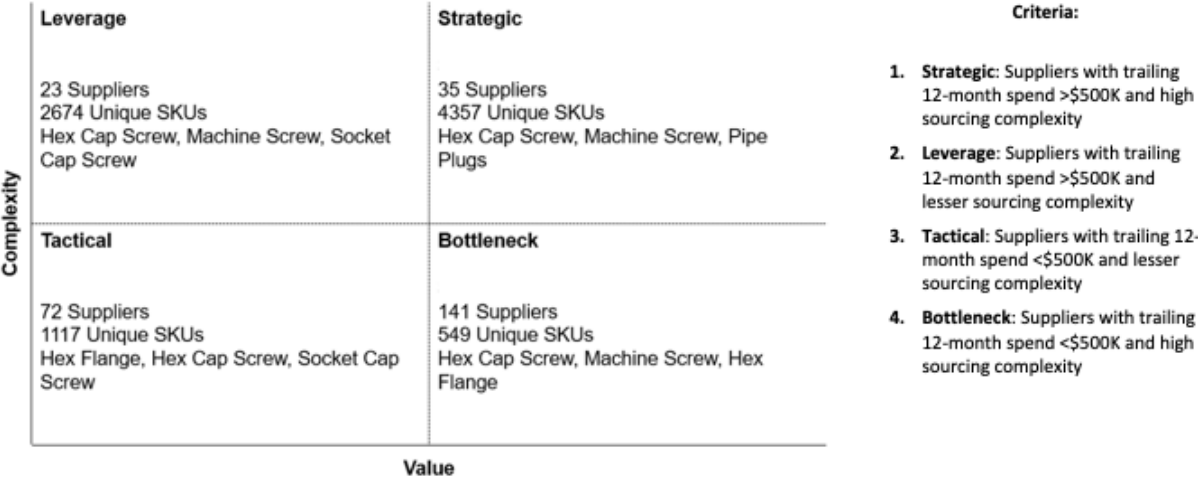 Leverage
23 Suppliers
2674 Unique SKUs
Hex Cap Screw, Machine Screw, Socket
Cap Screw
Strategic
35 Suppliers
4357 Unique SKUs
Hex Cap Screw, Machine Screw, Pipe
Plugs
Complexity
Tactical
72 Suppliers
1117 Unique SKUs
Hex Flange, Hex Cap Screw, Socket Cap
Screw
Bottleneck
141 Suppliers
549 Unique SKUs
Hex Cap Screw, Machine Screw, Hex
Flange
Value
Criteria:
1. Strategic: Suppliers with trailing
12-month spend >$500K and high
sourcing complexity
2. Leverage: Suppliers with trailing
12-month spend >$500K and
lesser sourcing complexity
3. Tactical: Suppliers with trailing 12-
month spend <$500K and lesser
sourcing complexity
4. Bottleneck: Suppliers with trailing
12-month spend <$500K and high
sourcing complexity